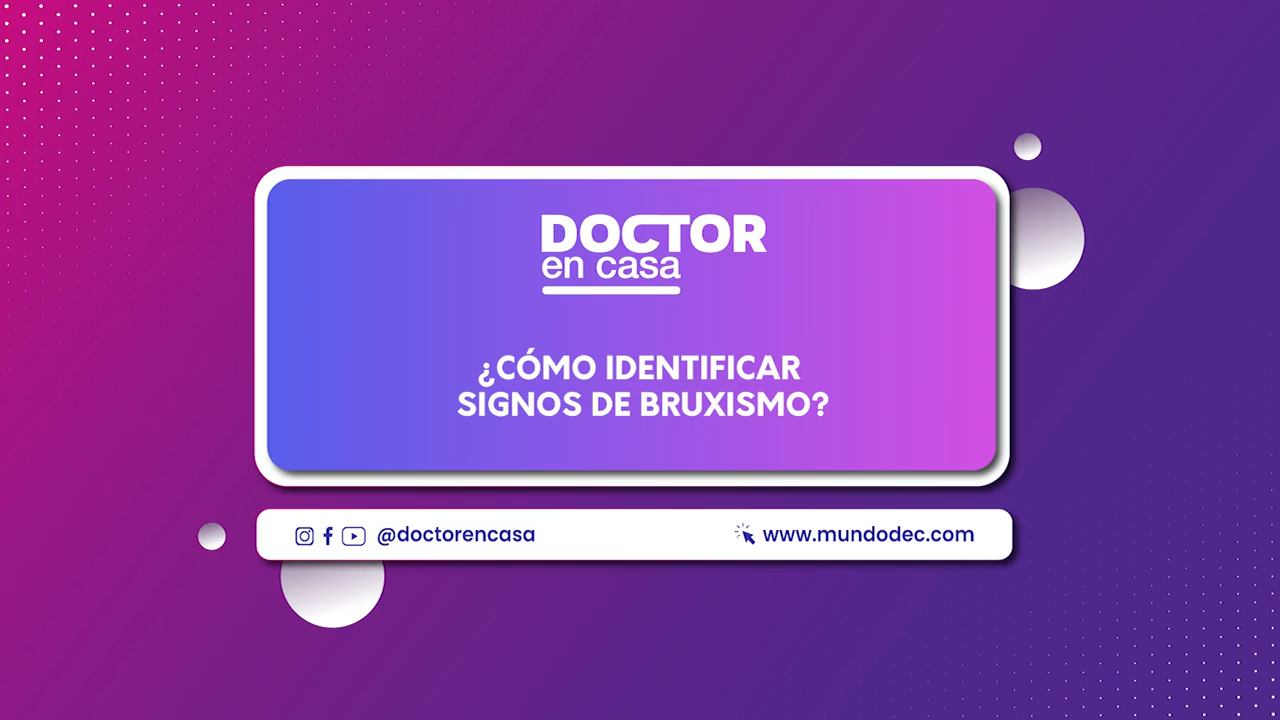 DOCTOR
en casa
¿CÓMO IDENTIFICAR
SIGNOS DE BRUXISMO?
@doctorencasa
www.mundodec.com